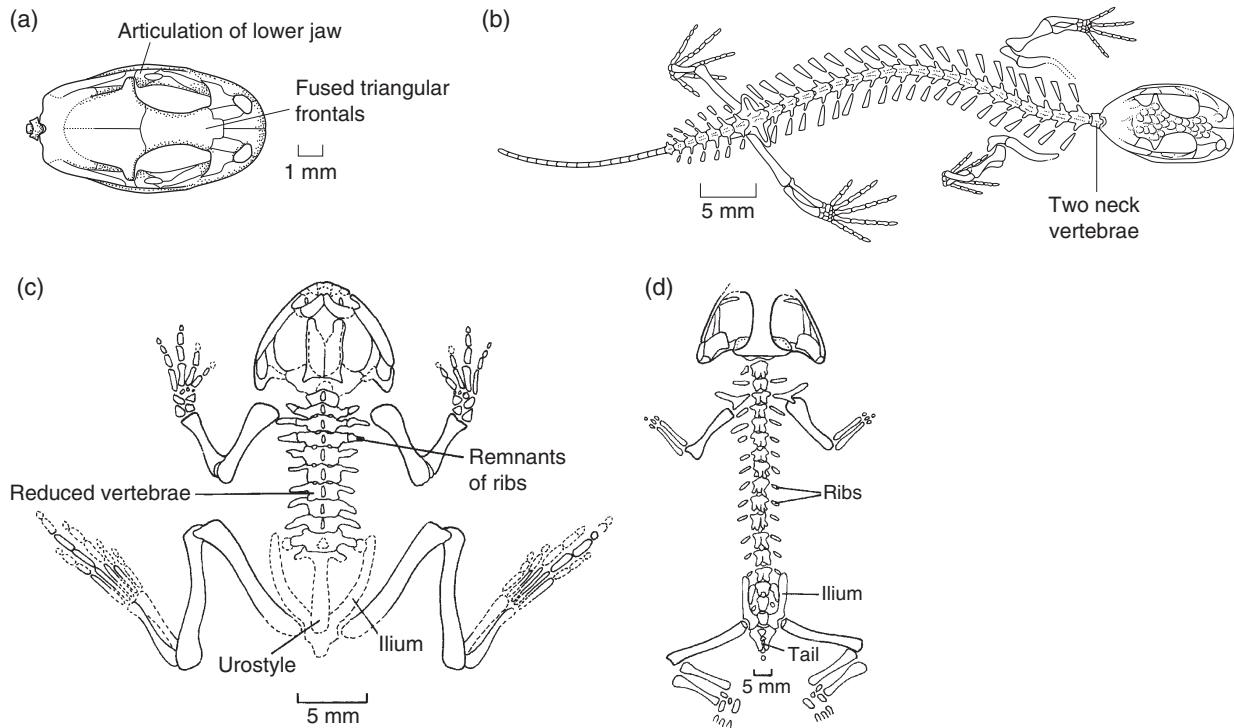 (a)
Articulation of lower jaw
Fused triangular
frontals
1 mm
(b)
5 mm
Two neck
vertebrae
(c)
Remnants
of ribs
Reduced vertebrae
Ilium
Urostyle
5 mm
(d)
Ribs
Ilium
Tail
5 mm